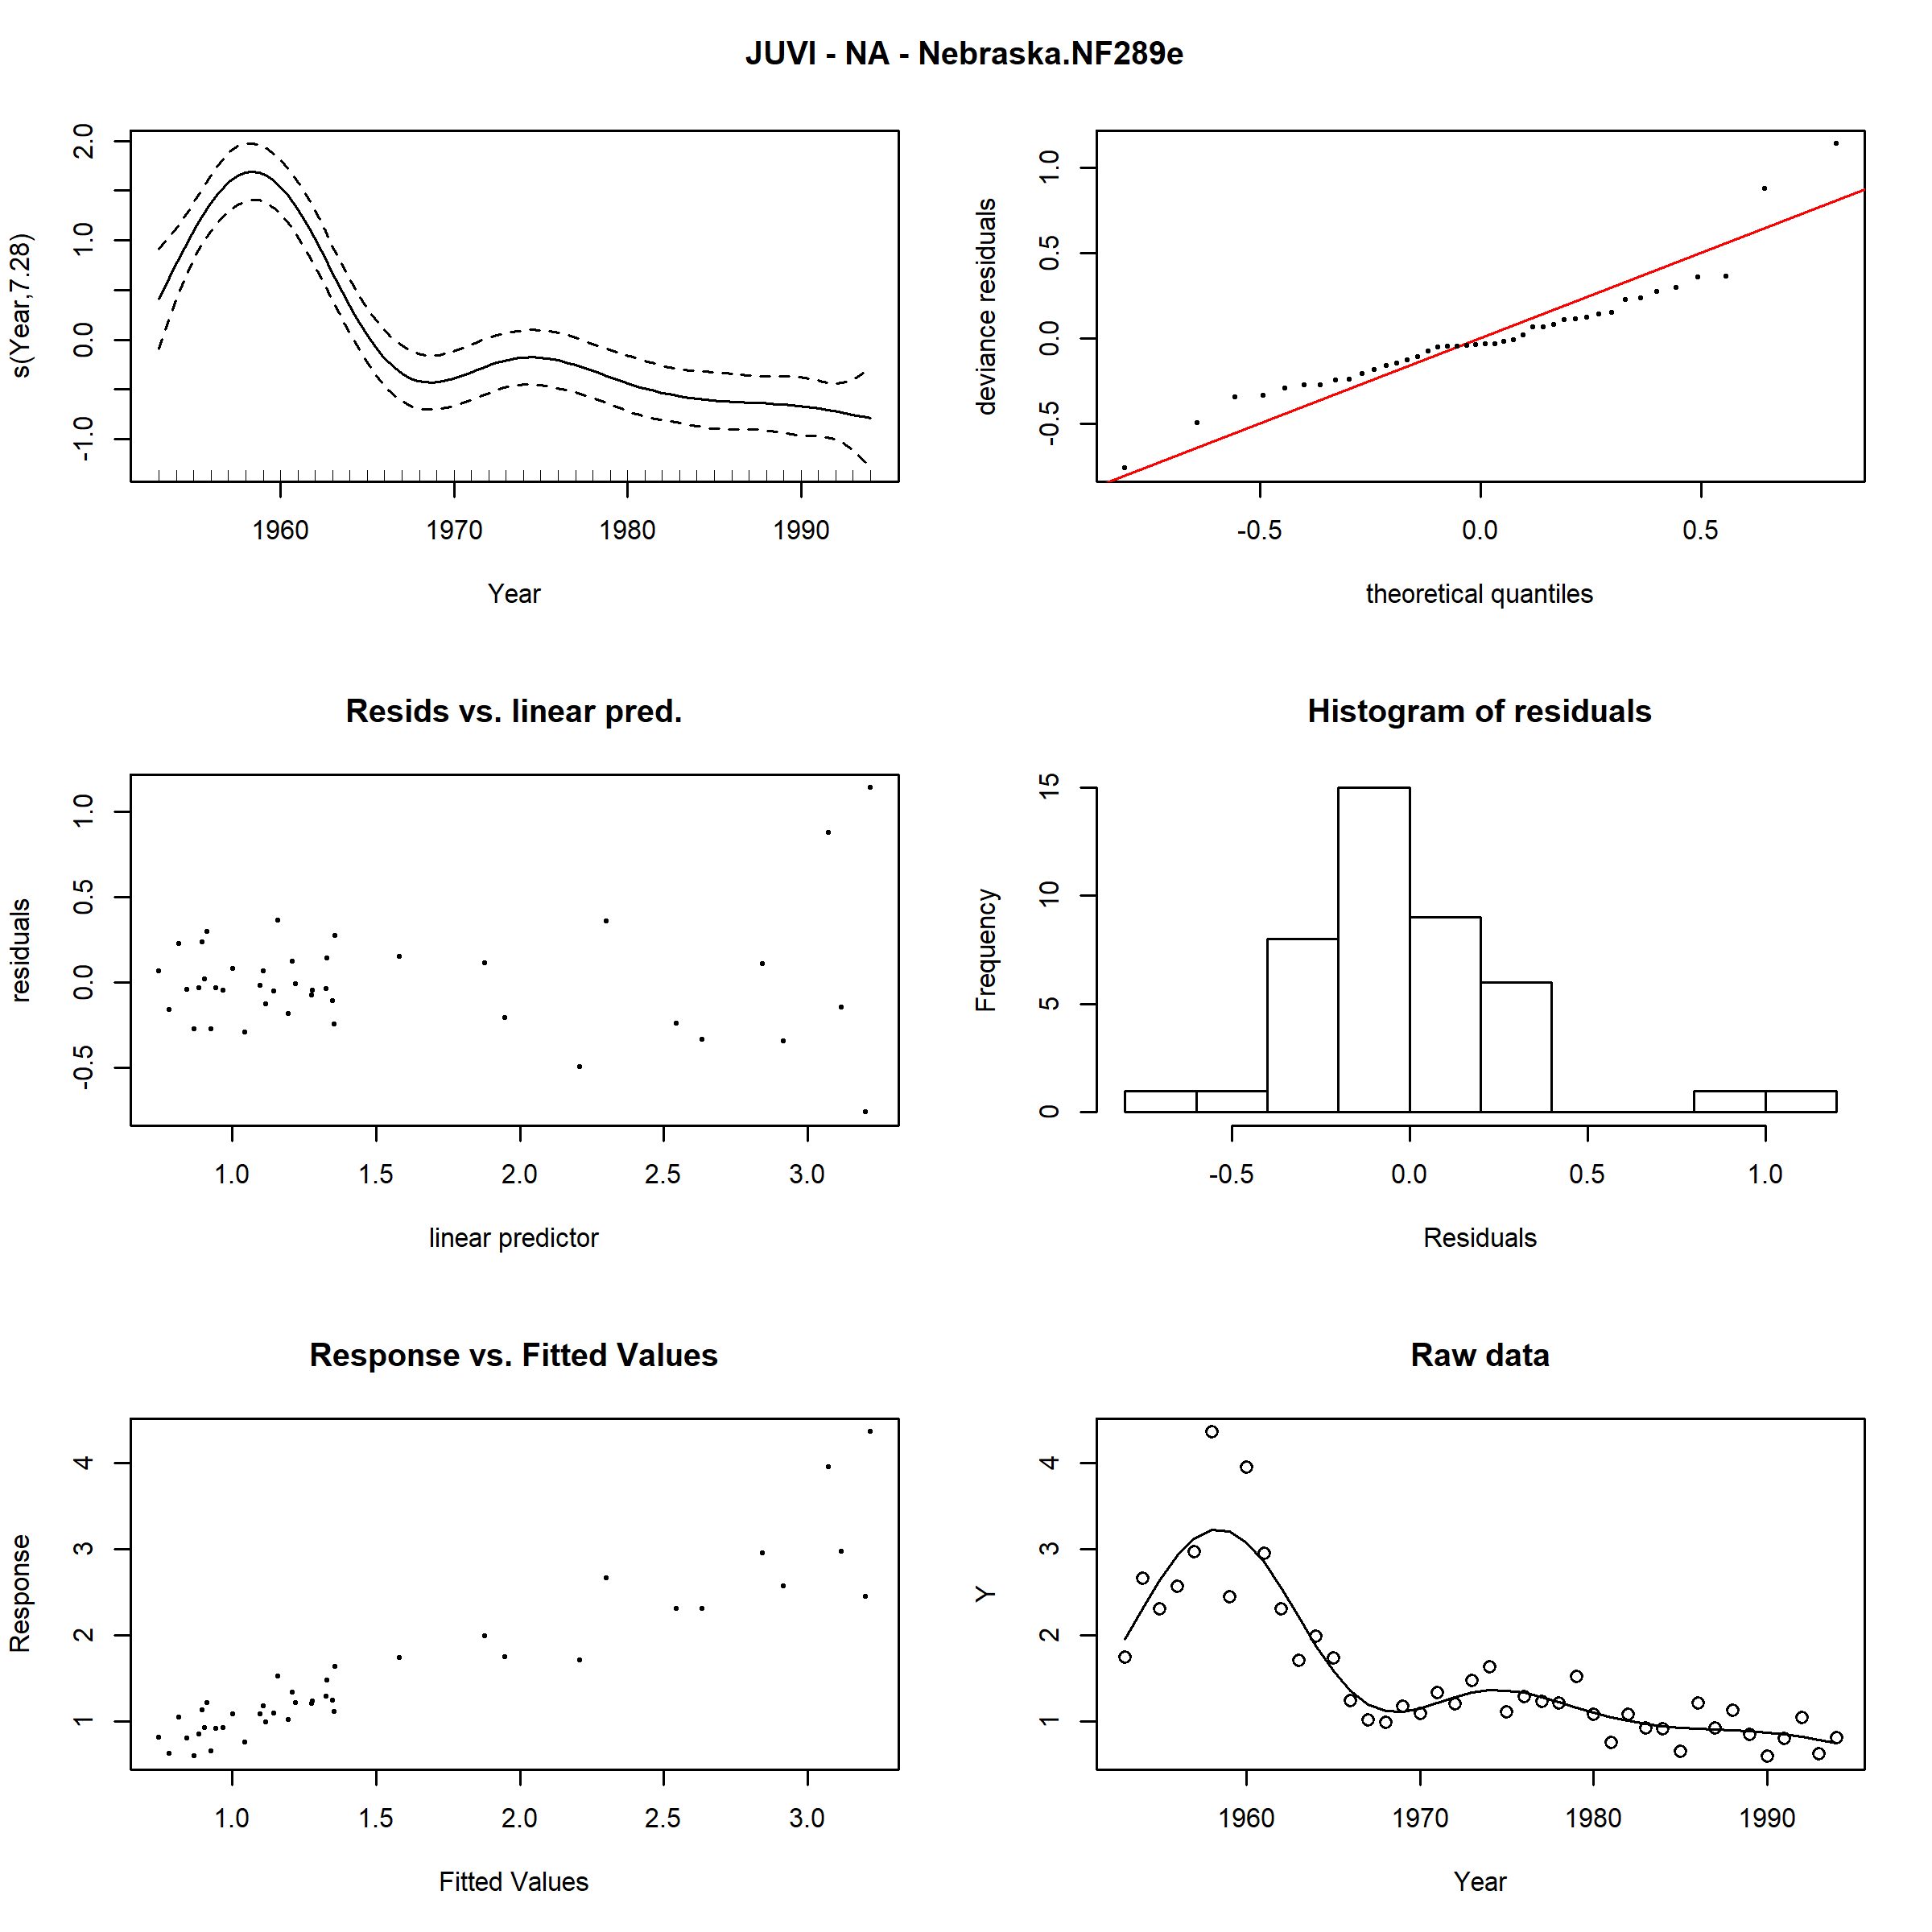 JUVI - NA - Nebraska.NF289e
s(Year,7.28)
-1.0 0.0 1.0 2.0
1960 1970 1980 1990
Year
deviance residuals
-0.5 0.0 0.5 1.0
-0.5 0.0 0.5
theoretical quantiles
Resids vs. linear pred.
residuals
-0.5 0.0 0.5 1.0
1.0 1.5 2.0 2.5 3.0
linear predictor
Histogram of residuals
Frequency
0 5 10 15
-0.5 0.0 0.5 1.0
Residuals
Response vs. Fitted Values
Response
1 2 3 4
1.0 1.5 2.0 2.5 3.0
Fitted Values
Raw data
Y
1 2 3 4
1960 1970 1980 1990
Year